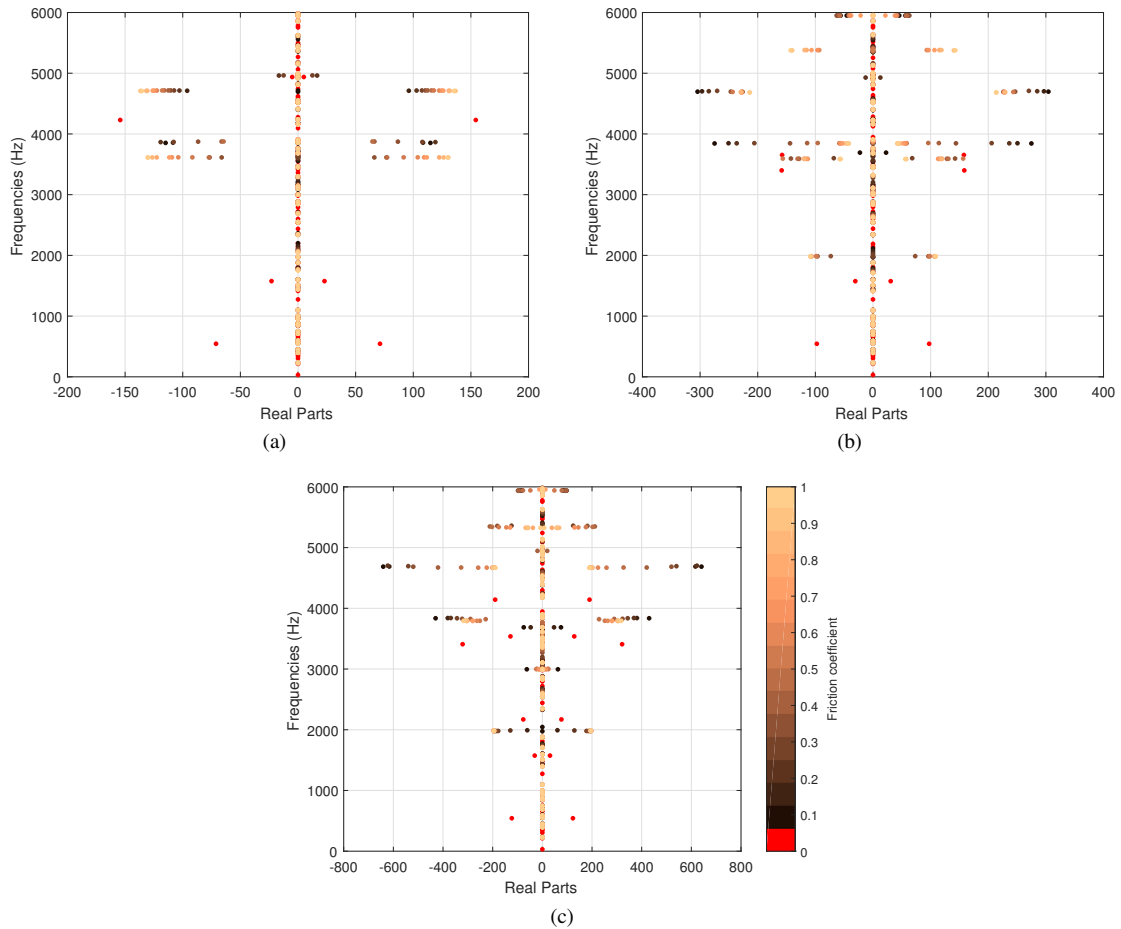 6000
5000
4000
3000
2000
1000
0
Frequencies (Hz)
-200 -150 -100 -50 0 50 100 150 200
Real Parts
(a)
6000
5000
4000
3000
2000
1000
0
Frequencies (Hz)
-400 -300 -200 -100 0 100 200 300 400
Real Parts
(b)
6000
5000
4000
3000
2000
1000
0
Frequencies (Hz)
-800 -600 -400 -200 0 200 400 600 800
Real Parts
1
0.9
0.8
0.7
0.6
0.5
0.4
0.3
0.2
0.1
0
Friction coefficient
(c)